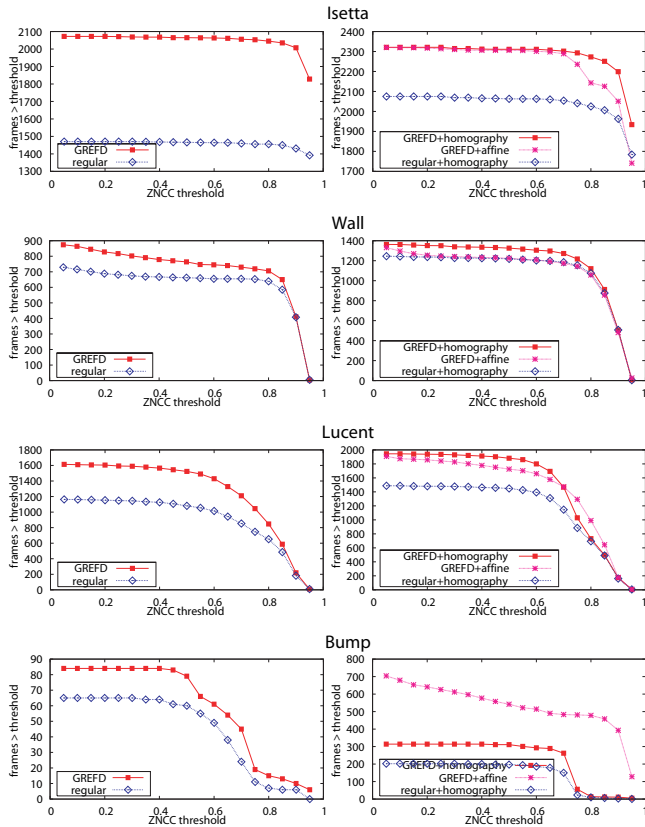 Isetta
frames > threshold
2100
2000
1900
1800
1700
1600
1500
1400
1300
GREFD
regular
0 0.2 0.4 0.6 0.8 1
ZNCC threshold
frames > threshold
2400
2300
2200
2100
2000
1900
1800
1700
GREFD+homography
GREFD+affine
regular+homography
0 0.2 0.4 0.6 0.8 1
ZNCC threshold
Wall
frames > threshold
900
800
700
600
500
400
300
200
100
0
GREFD
regular
0 0.2 0.4 0.6 0.8 1
ZNCC threshold
frames > threshold
1400
1200
1000
800
600
400
200
0
GREFD+homography
GREFD+affine
regular+homography
0 0.2 0.4 0.6 0.8 1
ZNCC threshold
Lucent
frames > threshold
1800
1600
1400
1200
1000
800
600
400
200
0
GREFD
regular
0 0.2 0.4 0.6 0.8 1
ZNCC threshold
frames > threshold
2000
1800
1600
1400
1200
1000
800
600
400
200
0
GREFD+homography
GREFD+affine
regular+homography
0 0.2 0.4 0.6 0.8 1
ZNCC threshold
Bump
frames > threshold
90
80
70
60
50
40
30
20
10
0
GREFD
regular
0 0.2 0.4 0.6 0.8 1
ZNCC threshold
frames > threshold
800
700
600
500
400
300
200
100
0
GREFD+homography
GREFD+affine
regular+homography
0 0.2 0.4 0.6 0.8 1
ZNCC threshold